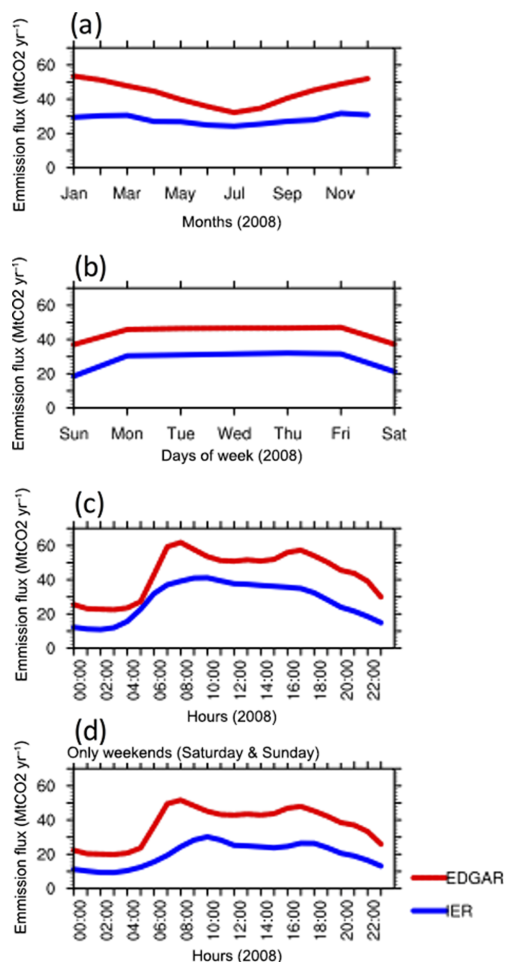 (a)
Emmission flux (MtCO2 yr⁻¹)
60
40
20
0
Jan Mar May Jul Sep Nov
Months (2008)
(b)
Emmission flux (MtCO2 yr⁻¹)
60
40
20
0
Sun Mon Tue Wed Thu Fri Sat
Days of week (2008)
(c)
Emmission flux (MtCO2 yr⁻¹)
60
40
20
0
00:00 02:00 04:00 06:00 08:00 10:00 12:00 14:00 16:00 18:00 20:00 22:00
Hours (2008)
(d)
Only weekends (Saturday & Sunday)
Emmission flux (MtCO2 yr⁻¹)
60
40
20
0
00:00 02:00 04:00 06:00 08:00 10:00 12:00 14:00 16:00 18:00 20:00 22:00
Hours (2008)
EDGAR
IER